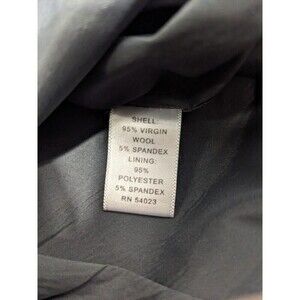 SHELL:
95% VIRGIN
WOOL
5% SPANDEX
LINING:
95%
POLYESTER
5% SPANDEX
RN 54023